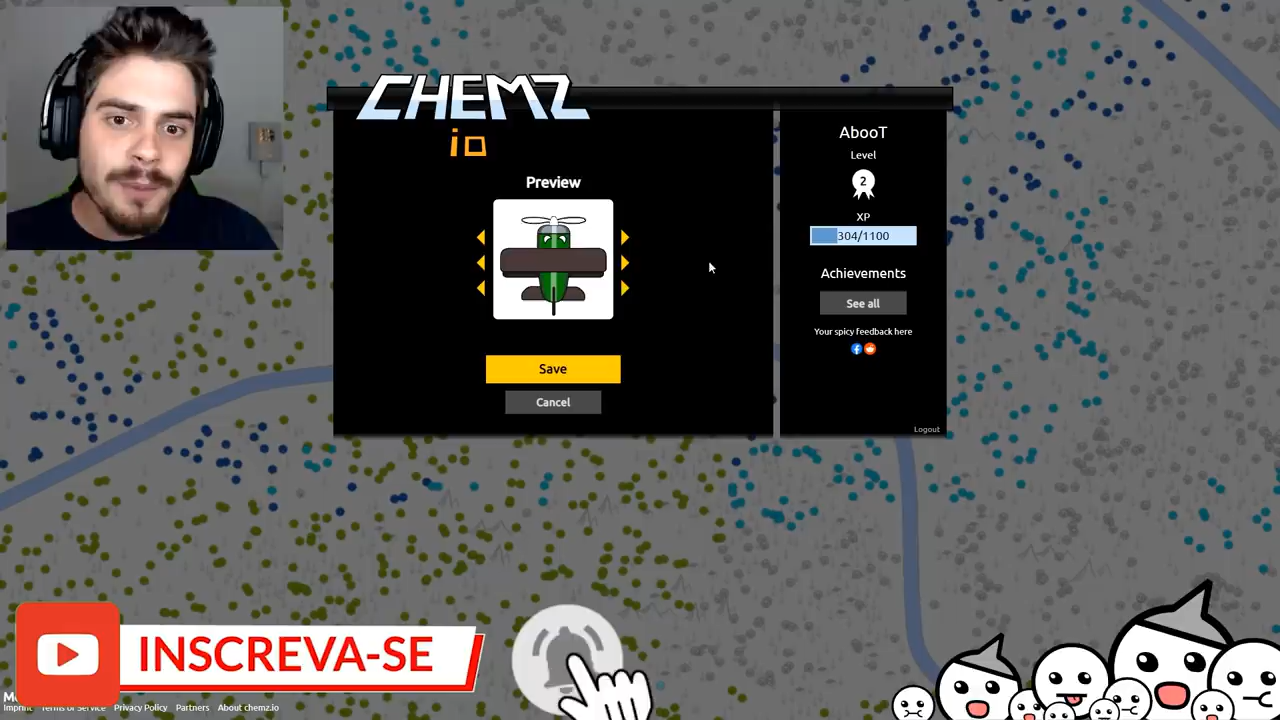 CHEMZ
io
Preview
Save
Cancel
AbooT
Level
2
XP
304/1100
Achievements
See all
Your spicy feedback here
Logout
INSCREVA-SE
Imprint Terms of Service Privacy Policy Partners About chemz.io